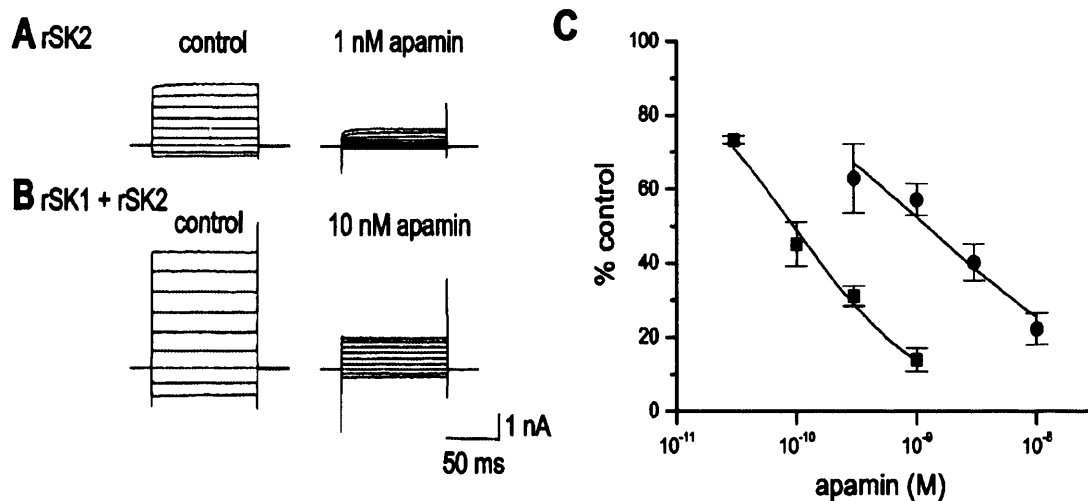 A rSK2
control
1 nM apamin
B rSK1 + rSK2
control
10 nM apamin
1 nA
50 ms
C
% control
100
80
60
40
20
0
10⁻¹¹
10⁻¹⁰
10⁻⁹
10⁻⁸
apamin (M)